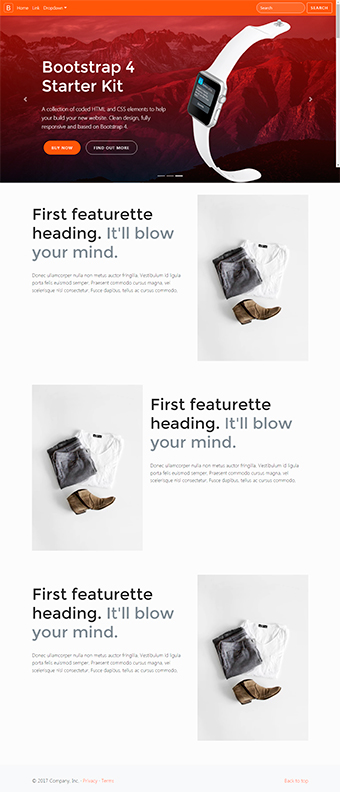 B Home Link Dropdown Search SEARCH
Bootstrap 4
Starter Kit
A collection of coded HTML and CSS elements to help
your build your new website. Clean design, fully
responsive and based on Bootstrap 4.
BUY NOW FIND OUT MORE
First featurette
heading. It'll blow
your mind.
Donec ullamcorper nulla non metus auctor fringilla. Vestibulum id ligula
porta felis euismod semper. Praesent commodo cursus magna, vel
scelerisque nisl consectetur. Fusce dapibus, tellus ac cursus commodo.
First featurette
heading. It'll blow
your mind.
Donec ullamcorper nulla non metus auctor fringilla. Vestibulum id ligula
porta felis euismod semper. Praesent commodo cursus magna, vel
scelerisque nisl consectetur. Fusce dapibus, tellus ac cursus commodo.
First featurette
heading. It'll blow
your mind.
Donec ullamcorper nulla non metus auctor fringilla. Vestibulum id ligula
porta felis euismod semper. Praesent commodo cursus magna, vel
scelerisque nisl consectetur. Fusce dapibus, tellus ac cursus commodo.
© 2017 Company, Inc. · Privacy · Terms Back to top